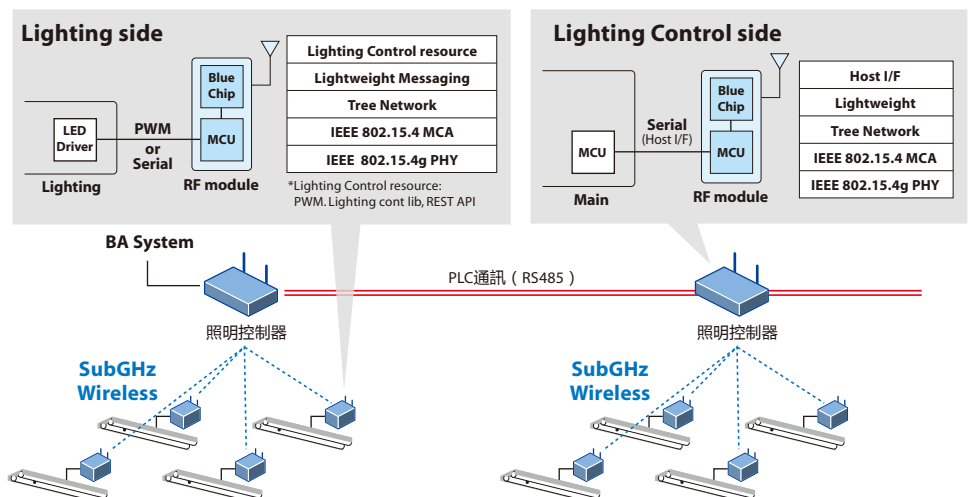 Lighting side
Blue
Chip
MCU
LED
Driver
PWM
or
Serial
Lighting
RF module
Lighting Control resource
Lightweight Messaging
Tree Network
IEEE 802.15.4 MCA
IEEE 802.15.4g PHY
*Lighting Control resource:
PWM. Lighting cont lib, REST API
Lighting Control side
Blue
Chip
MCU
MCU
Serial
(Host I/F)
Main
RF module
Host I/F
Lightweight
Tree Network
IEEE 802.15.4 MCA
IEEE 802.15.4g PHY
BA System
PLC通訊（RS485）
照明控制器
照明控制器
SubGHz
Wireless
SubGHz
Wireless